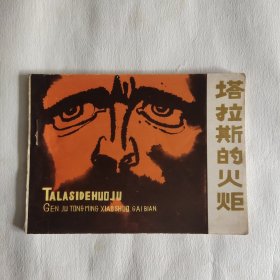 塔拉斯的火炬
TALASIDEHUOJU
GEN JU TONG MING XIAO SHUO GAI BIAN